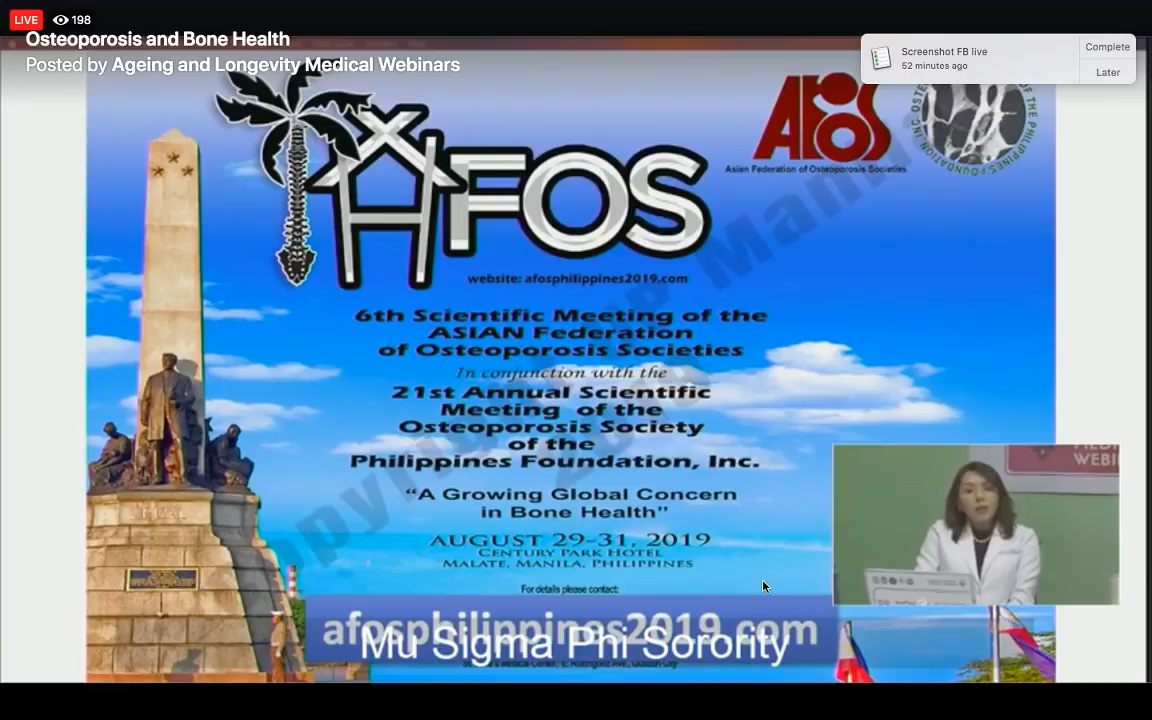 LIVE 198
Osteoporosis and Bone Health
Posted by Ageing and Longevity Medical Webinars
Screenshot FB live
52 minutes ago
Complete
Later
AFOS
Asian Federation of Osteoporosis Societies
AFOS
website: afosphilippines2019.com
6th Scientific Meeting of the
ASIAN Federation
of Osteoporosis Societies
In conjunction with the
21st Annual Scientific
Meeting of the
Osteoporosis Society
of the
Philippines Foundation, Inc.
“A Growing Global Concern
in Bone Health”
AUGUST 29-31, 2019
CENTURY PARK HOTEL
MALATE, MANILA, PHILIPPINES
For details please contact:
afosphilippines2019.com
Mu Sigma Phi Sorority